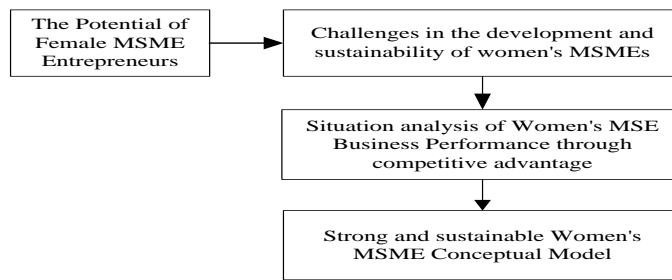 The Potential of
Female MSME
Entrepreneurs
Challenges in the development and
sustainability of women's MSMEs
Situation analysis of Women's MSE
Business Performance through
competitive advantage
Strong and sustainable Women's
MSME Conceptual Model